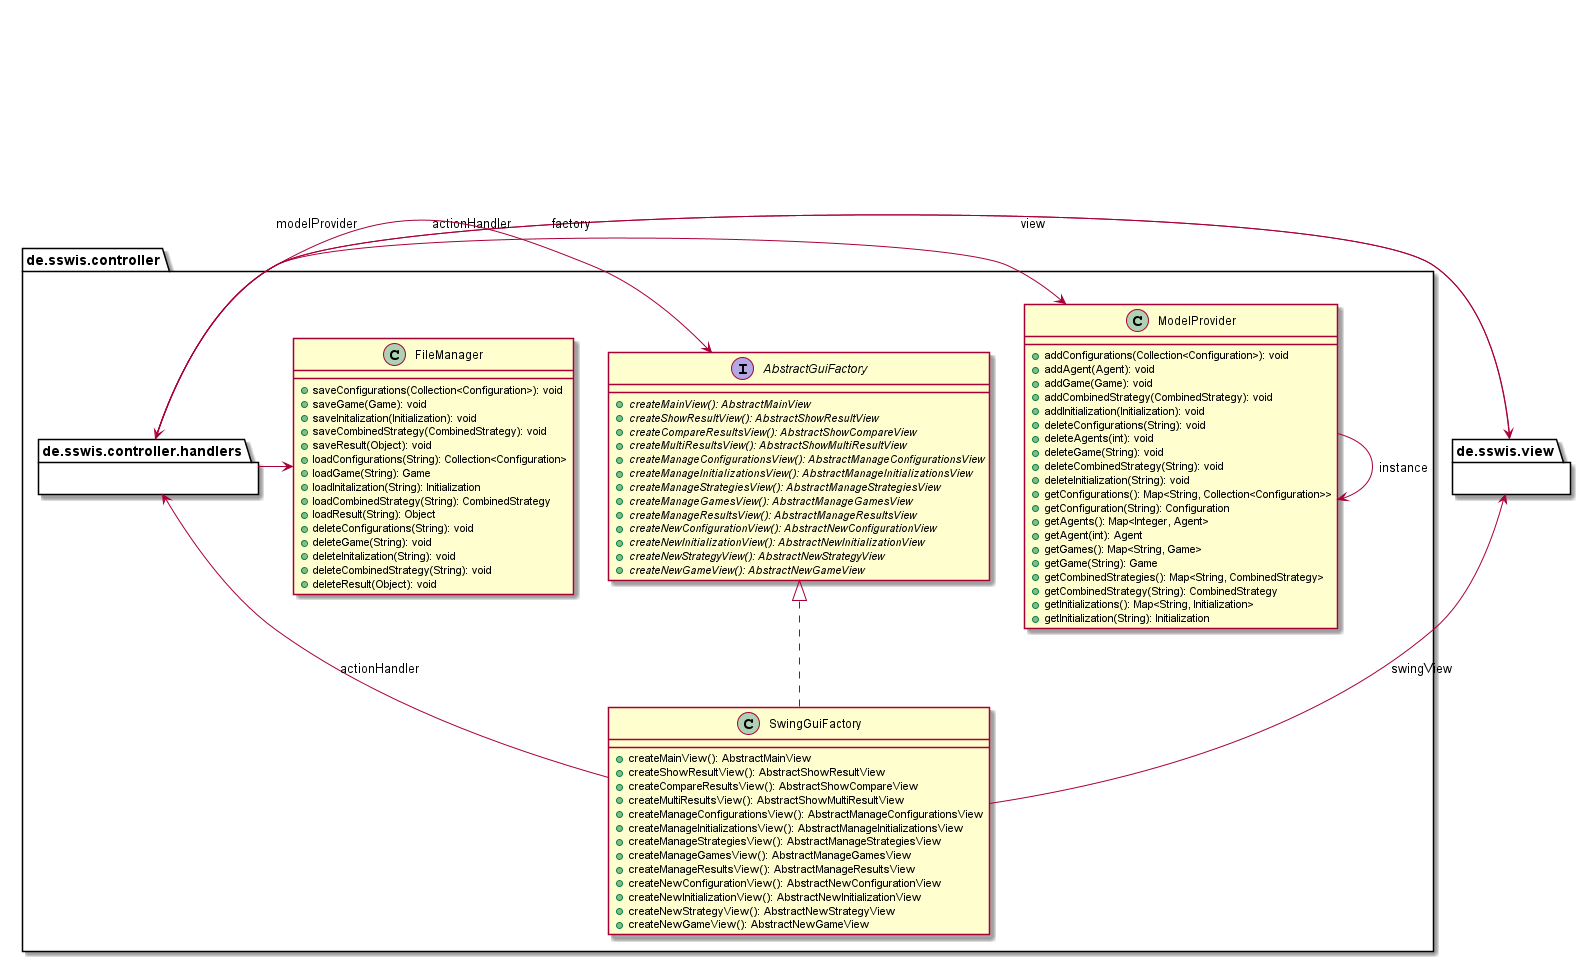 modelProvider
actionHandler
factory
view
de.sswis.controller
FileManager
saveConfigurations(Collection<Configuration>): void
saveGame(Game): void
saveInitalization(Initialization): void
saveCombinedStrategy(CombinedStrategy): void
saveResult(Object): void
loadConfigurations(String): Collection<Configuration>
loadGame(String): Game
loadInitalization(String): Initialization
loadCombinedStrategy(String): CombinedStrategy
loadResult(String): Object
deleteConfigurations(String): void
deleteGame(String): void
deleteInitalization(String): void
deleteCombinedStrategy(String): void
deleteResult(Object): void
AbstractGuiFactory
createMainView(): AbstractMainView
createShowResultView(): AbstractShowResultView
createCompareResultsView(): AbstractShowCompareView
createMultiResultsView(): AbstractShowMultiResultView
createManageConfigurationsView(): AbstractManageConfigurationsView
createManageInitializationsView(): AbstractManageInitializationsView
createManageStrategiesView(): AbstractManageStrategiesView
createManageGamesView(): AbstractManageGamesView
createManageResultsView(): AbstractManageResultsView
createNewConfigurationView(): AbstractNewConfigurationView
createNewInitializationView(): AbstractNewInitializationView
createNewStrategyView(): AbstractNewStrategyView
createNewGameView(): AbstractNewGameView
ModelProvider
addConfigurations(Collection<Configuration>): void
addAgent(Agent): void
addGame(Game): void
addCombinedStrategy(CombinedStrategy): void
addInitialization(Initialization): void
deleteConfigurations(String): void
deleteAgents(int): void
deleteGame(String): void
deleteCombinedStrategy(String): void
deleteInitialization(String): void
getConfigurations(): Map<String, Collection<Configuration>>
getConfiguration(String): Configuration
getAgents(): Map<Integer, Agent>
getAgent(int): Agent
getGames(): Map<String, Game>
getGame(String): Game
getCombinedStrategies(): Map<String, CombinedStrategy>
getCombinedStrategy(String): CombinedStrategy
getInitializations(): Map<String, Initialization>
getInitialization(String): Initialization
instance
de.sswis.controller.handlers
de.sswis.view
actionHandler
swingView
SwingGuiFactory
createMainView(): AbstractMainView
createShowResultView(): AbstractShowResultView
createCompareResultsView(): AbstractShowCompareView
createMultiResultsView(): AbstractShowMultiResultView
createManageConfigurationsView(): AbstractManageConfigurationsView
createManageInitializationsView(): AbstractManageInitializationsView
createManageStrategiesView(): AbstractManageStrategiesView
createManageGamesView(): AbstractManageGamesView
createManageResultsView(): AbstractManageResultsView
createNewConfigurationView(): AbstractNewConfigurationView
createNewInitializationView(): AbstractNewInitializationView
createNewStrategyView(): AbstractNewStrategyView
createNewGameView(): AbstractNewGameView